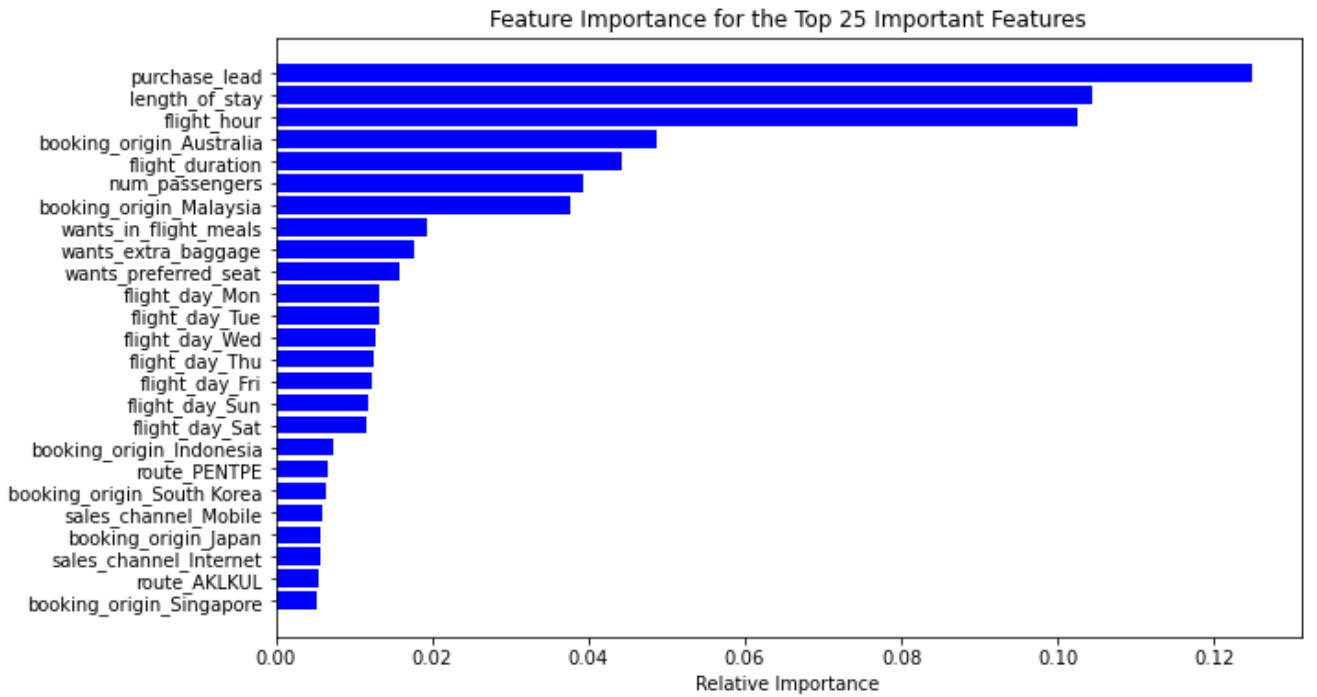 Feature Importance for the Top 25 Important Features
purchase_lead
length_of_stay
flight_hour
booking_origin_Australia
flight_duration
num_passengers
booking_origin_Malaysia
wants_in_flight_meals
wants_extra_baggage
wants_preferred_seat
flight_day_Mon
flight_day_Tue
flight_day_Wed
flight_day_Thu
flight_day_Fri
flight_day_Sun
flight_day_Sat
booking_origin_Indonesia
route_PENTPE
booking_origin_South Korea
sales_channel_Mobile
booking_origin_Japan
sales_channel_Internet
route_AKLKUL
booking_origin_Singapore
0.00 0.02 0.04 0.06 0.08 0.10 0.12
Relative Importance